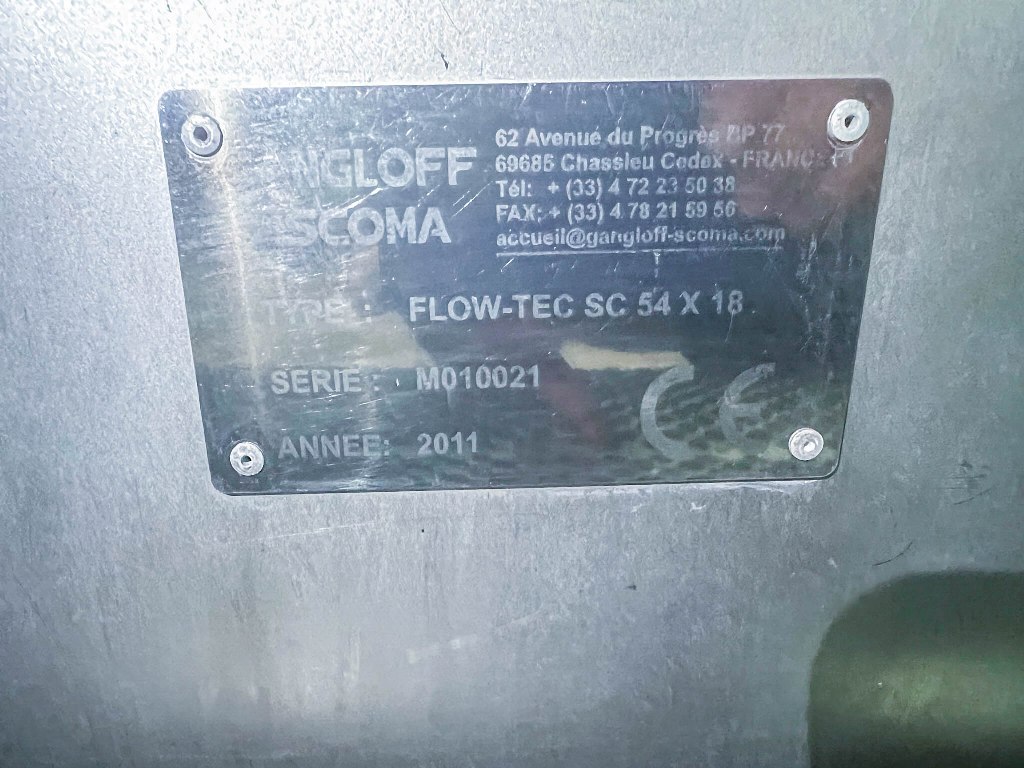 GANGLOFF
SCOMA
62 Avenue du Progrès BP 77
69685 Chassieu Cedex - FRANCE
Tél: + (33) 4 72 23 50 38
FAX: + (33) 4 78 21 59 56
accueil@gangloff-scoma.com
TYPE : FLOW-TEC SC 54 X 18
SERIE : M010021
ANNEE: 2011
CE